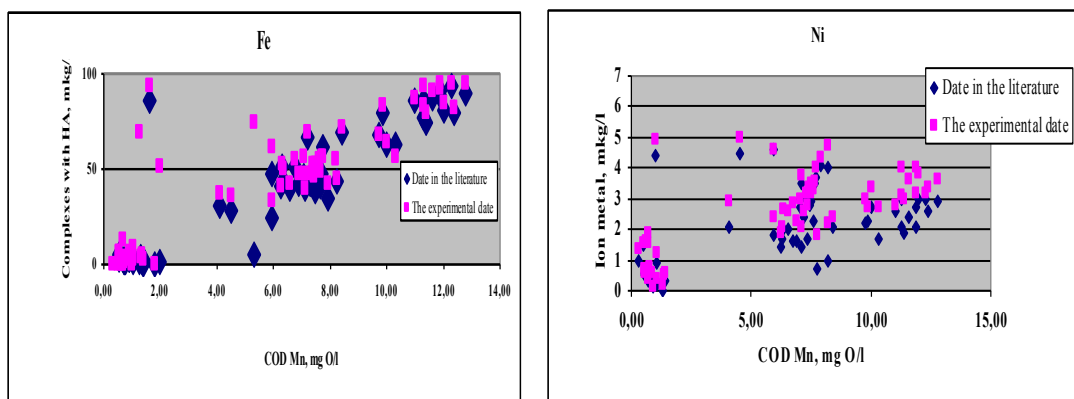 Fe
Complexes with HA, mkg/
100
50
0
0,00 2,00 4,00 6,00 8,00 10,00 12,00 14,00
COD Mn, mg O/l
Date in the literature
The experimental date
Ni
Ion metal, mkg/l
7
6
5
4
3
2
1
0
0,00 5,00 10,00 15,00
COD Mn, mg O/l
Date in the literature
The experimental date